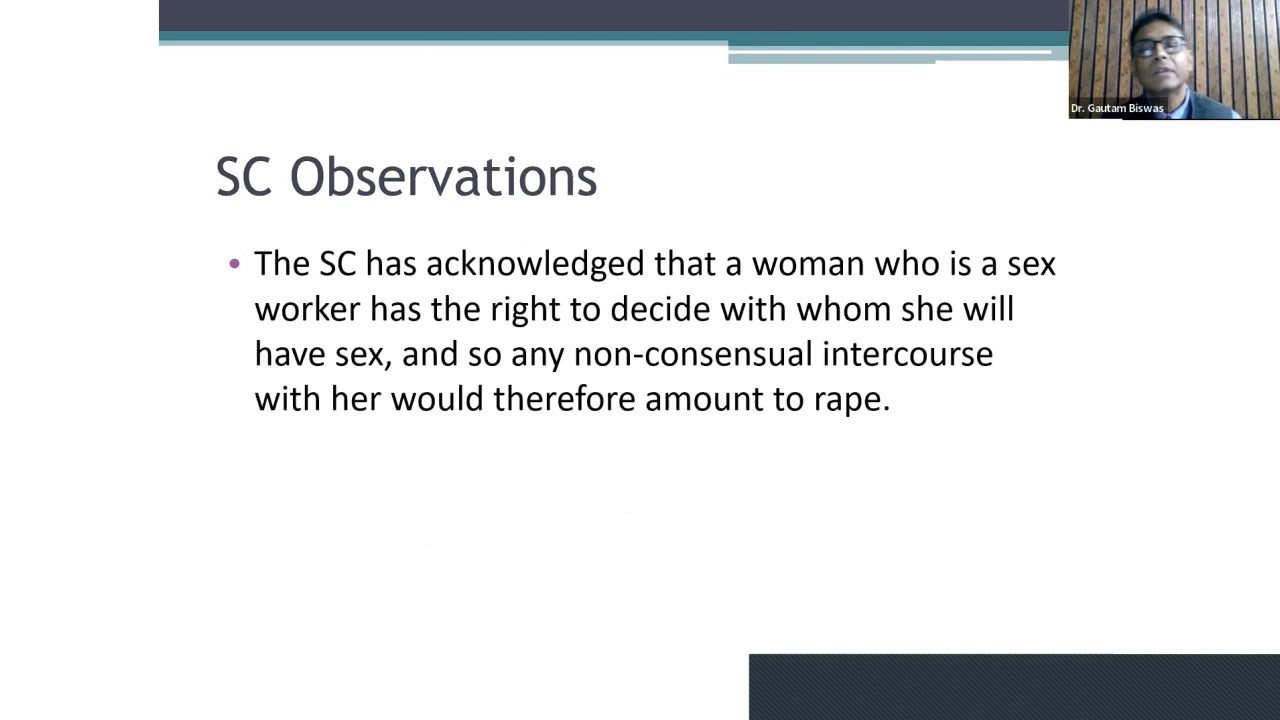 Dr. Gautam Biswas
SC Observations
• The SC has acknowledged that a woman who is a sex
worker has the right to decide with whom she will
have sex, and so any non-consensual intercourse
with her would therefore amount to rape.